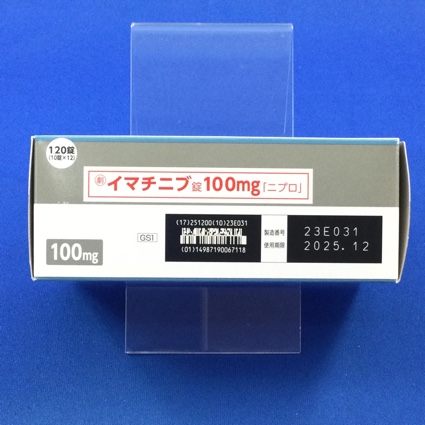 120錠
(10錠×12)
劇 イマチニブ錠100mg「ニプロ」
(17)251200(10)23E031
GS1
(01)14987190067118
製造番号 23E031
使用期限 2025.12
100mg